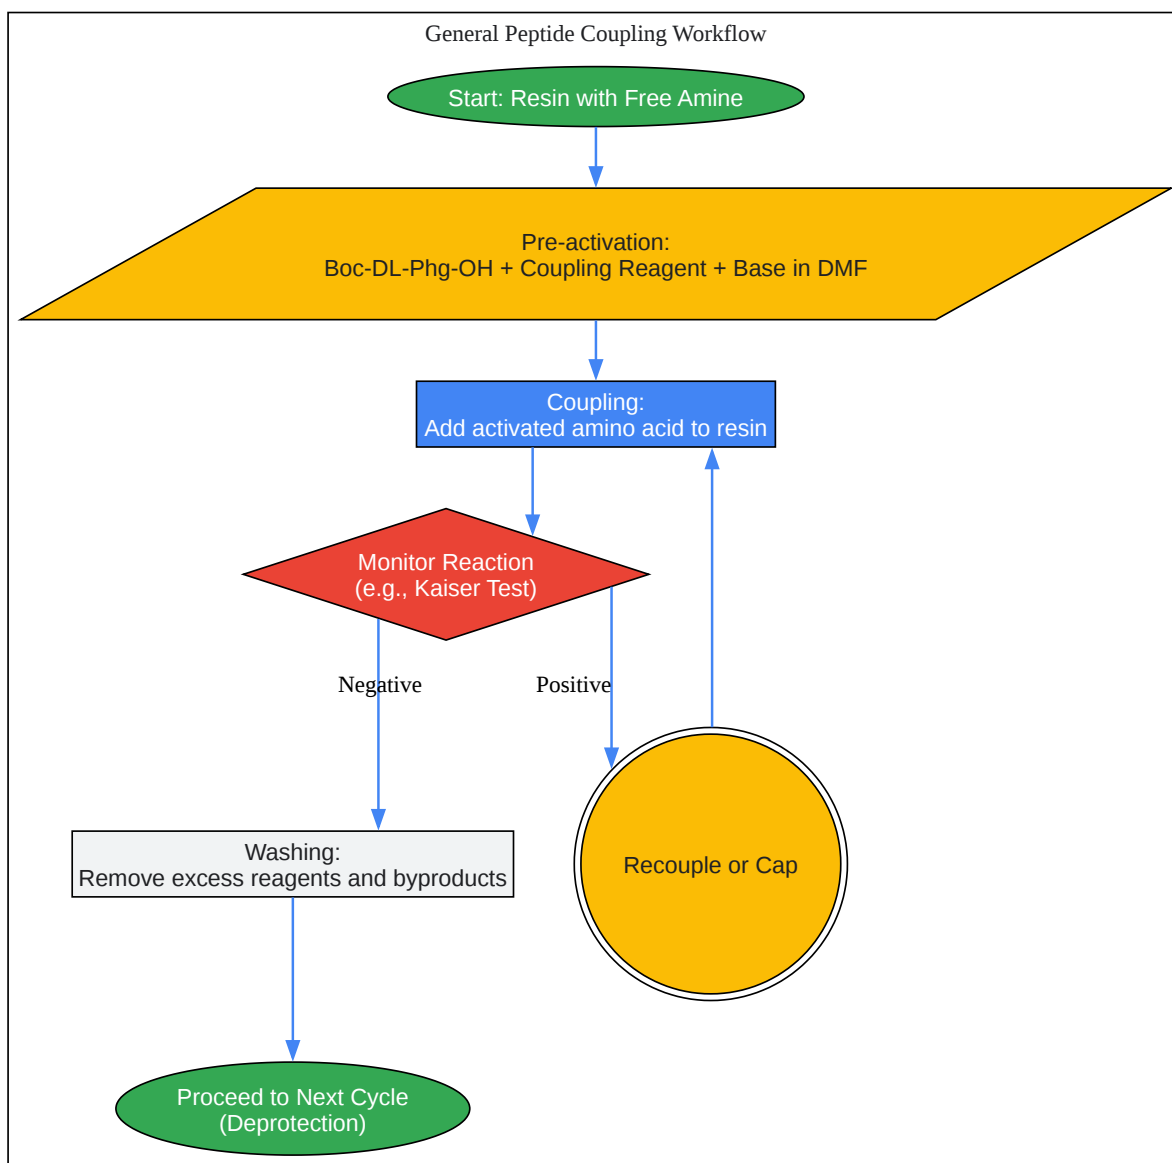 General Peptide Coupling Workflow
Start: Resin with Free Amine
Pre-activation:
Boc-DL-Phg-OH + Coupling Reagent + Base in DMF
Coupling:
Add activated amino acid to resin
Monitor Reaction
(e.g., Kaiser Test)
Negative
Positive
Washing:
Remove excess reagents and byproducts
Recouple or Cap
Proceed to Next Cycle
(Deprotection)